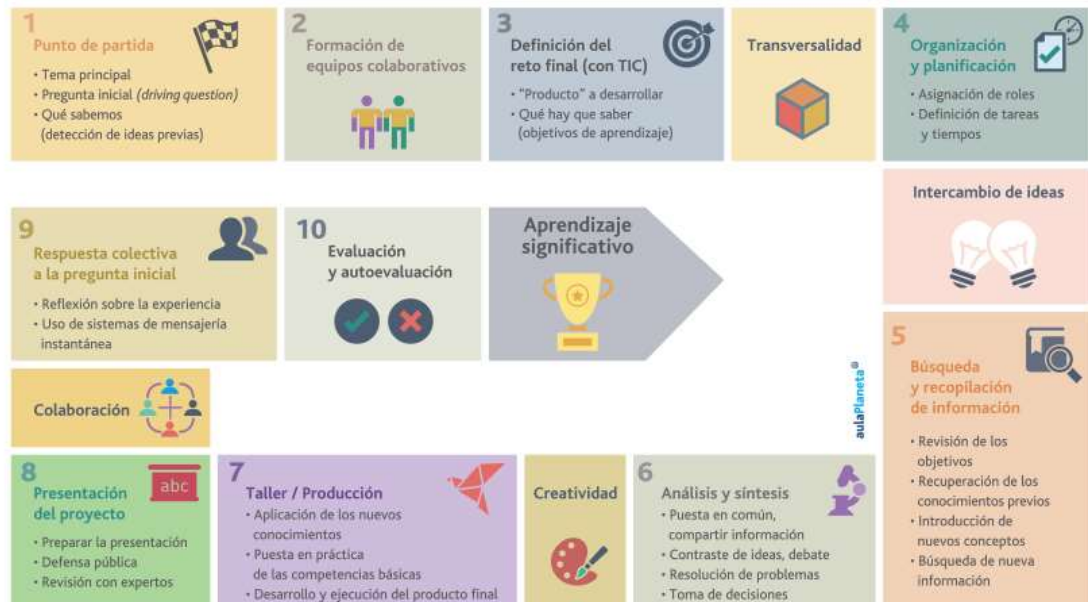 1
Punto de partida
• Tema principal
• Pregunta inicial (driving question)
• Qué sabemos
(detección de ideas previas)
2
Formación de
equipos colaborativos
3
Definición del
reto final (con TIC)
• "Producto" a desarrollar
• Qué hay que saber
(objetivos de aprendizaje)
Transversalidad
4
Organización
y planificación
• Asignación de roles
• Definición de tareas
y tiempos
Intercambio de ideas
5
Búsqueda
y recopilación
de información
• Revisión de los
objetivos
• Recuperación de los
conocimientos previos
• Introducción de
nuevos conceptos
• Búsqueda de nueva
información
6
Análisis y síntesis
• Puesta en común,
compartir información
• Contraste de ideas, debate
• Resolución de problemas
• Toma de decisiones
Creatividad
7
Taller / Producción
• Aplicación de los nuevos
conocimientos
• Puesta en práctica
de las competencias básicas
• Desarrollo y ejecución del producto final
8
abc
Presentación
del proyecto
• Preparar la presentación
• Defensa pública
• Revisión con expertos
Colaboración
9
Respuesta colectiva
a la pregunta inicial
• Reflexión sobre la experiencia
• Uso de sistemas de mensajería
instantánea
10
Evaluación
y autoevaluación
Aprendizaje
significativo
aulaPlaneta